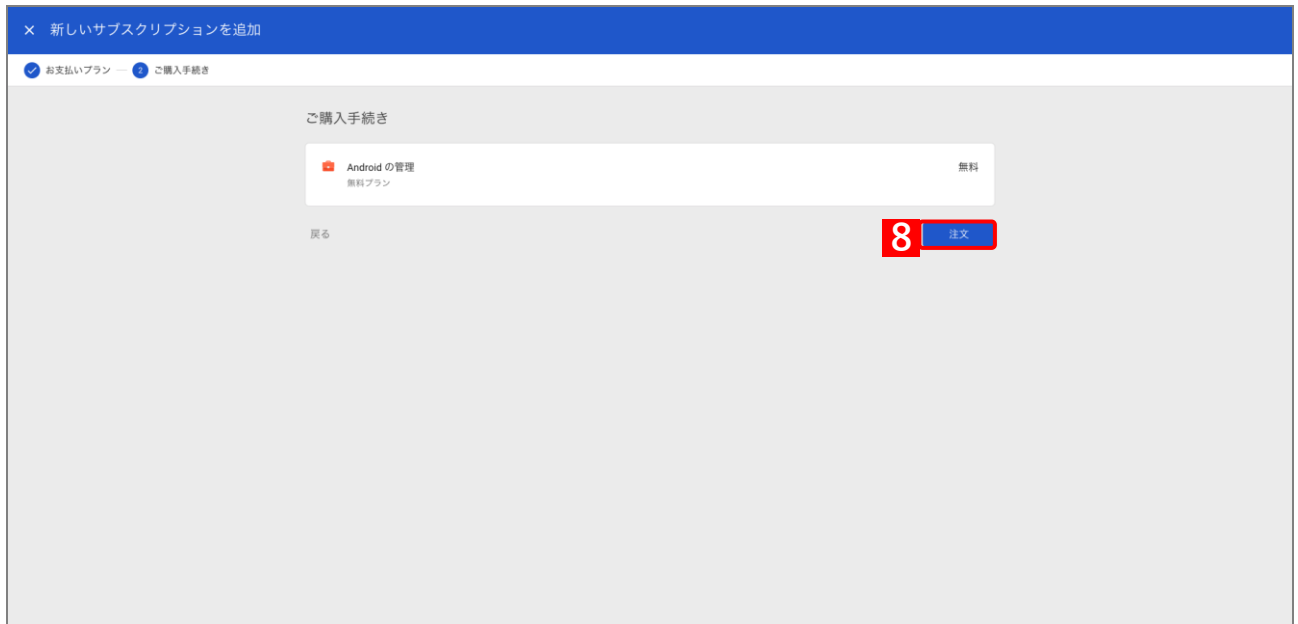 × 新しいサブスクリプションを追加
お支払いプラン — 2 ご購入手続き
ご購入手続き
Android の管理 無料
無料プラン
戻る 8 注文